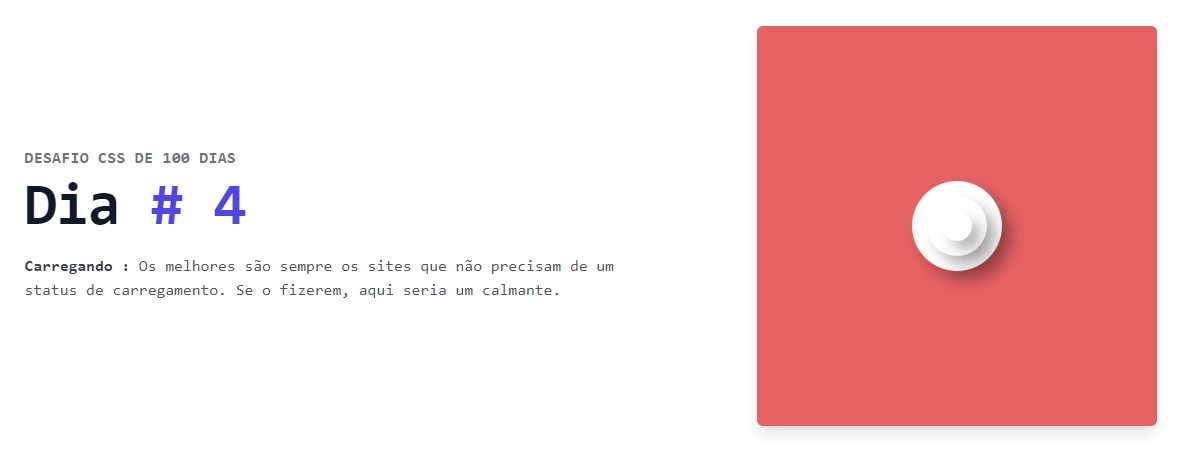 DESAFIO CSS DE 100 DIAS
Dia # 4
Carregando : Os melhores são sempre os sites que não precisam de um
status de carregamento. Se o fizerem, aqui seria um calmante.